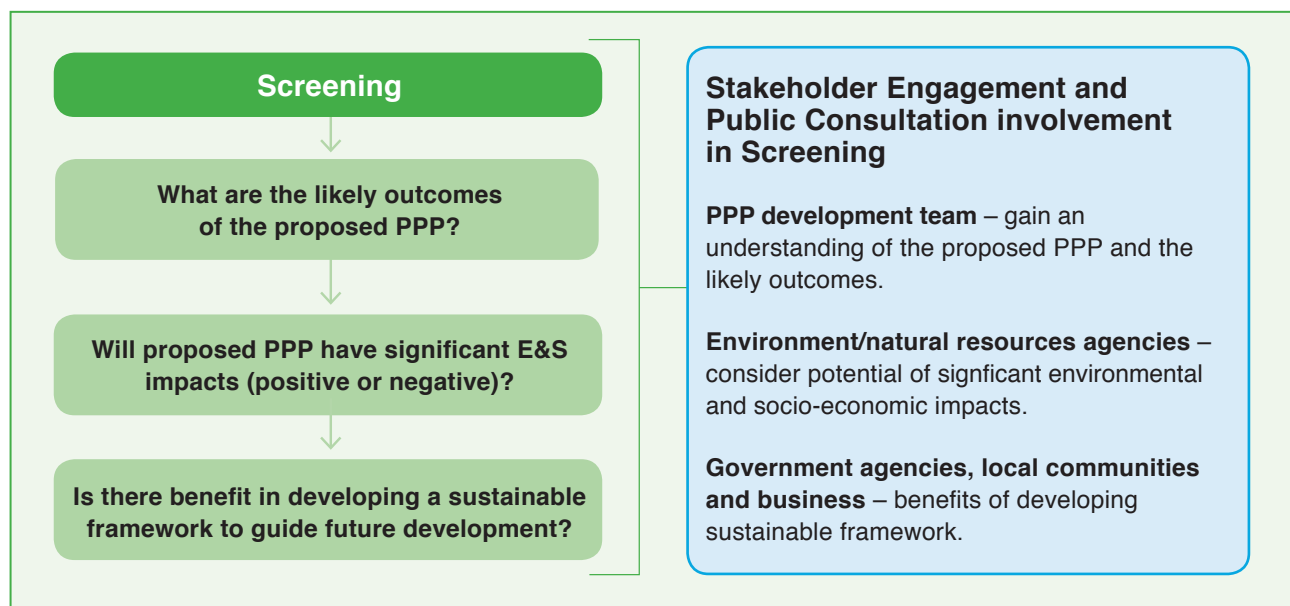 Screening
What are the likely outcomes
of the proposed PPP?
Will proposed PPP have significant E&S
impacts (positive or negative)?
Is there benefit in developing a sustainable
framework to guide future development?
Stakeholder Engagement and
Public Consultation involvement
in Screening
PPP development team – gain an
understanding of the proposed PPP and the
likely outcomes.
Environment/natural resources agencies –
consider potential of signficant environmental
and socio-economic impacts.
Government agencies, local communities
and business – benefits of developing
sustainable framework.